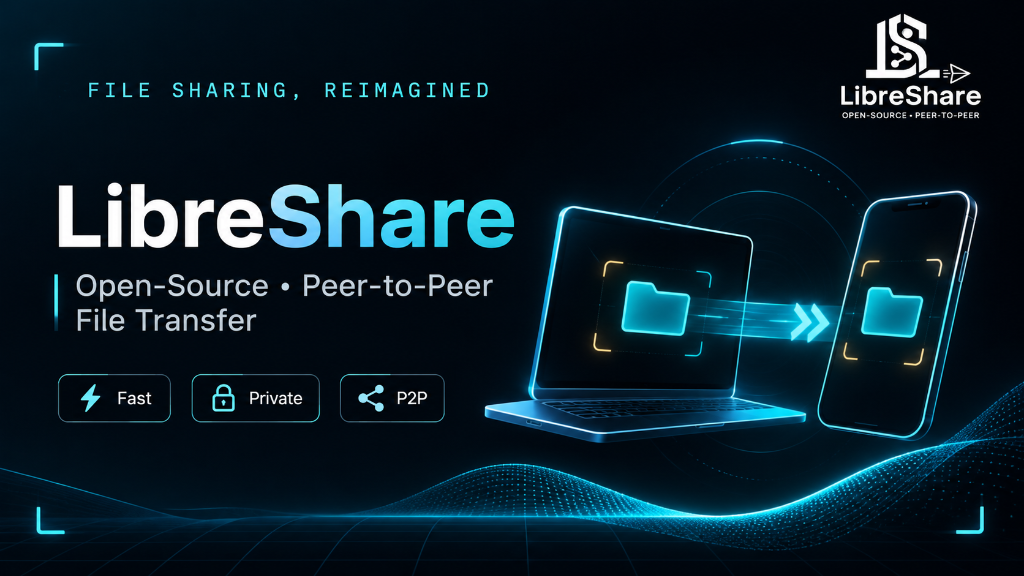 FILE SHARING, REIMAGINED
LS
LibreShare
OPEN-SOURCE • PEER-TO-PEER
LibreShare
Open-Source • Peer-to-Peer
File Transfer
Fast
Private
P2P